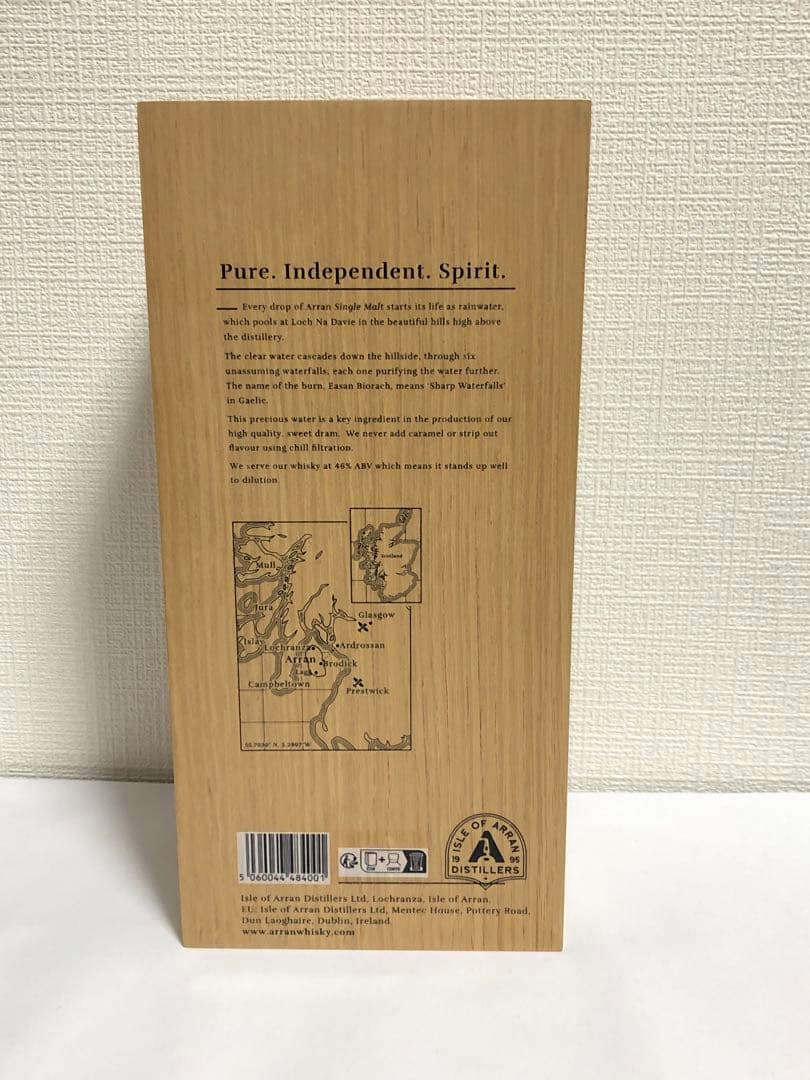 Pure. Independent. Spirit.
Every drop of Arran Single Malt starts its life as rainwater,
which pools at Loch Na Davie in the beautiful hills high above
the distillery.
The clear water cascades down the hillside, through six
unassuming waterfalls, each one purifying the water further.
The name of the burn, Easan Biorach, means 'Sharp Waterfalls'
in Gaelic.
This precious water is a key ingredient in the production of our
high quality, sweet dram. We never add caramel or strip out
flavour using chill filtration.
We serve our whisky at 46% ABV which means it stands up well
to dilution.
Scotland
Mull
Jura
Glasgow
Islay
Lochranza
Ardrossan
Arran
Brodick
Lagg
Campbeltown
Prestwick
5 060044 484001
ISLE OF ARRAN
A
19 95
DISTILLERS
Isle of Arran Distillers Ltd, Lochranza, Isle of Arran.
EU: Isle of Arran Distillers Ltd, Mentec House, Pottery Road,
Dun Laoghaire, Dublin, Ireland.
www.arranwhisky.com